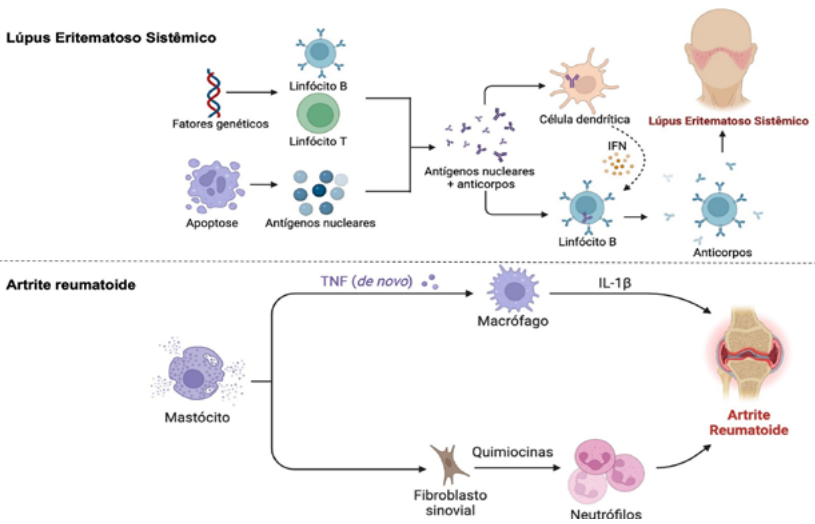 Lúpus Eritematoso Sistêmico
Linfócito B
Fatores genéticos
Linfócito T
Apoptose
Antígenos nucleares
Antígenos nucleares
+ anticorpos
Célula dendrítica
IFN
Linfócito B
Anticorpos
Lúpus Eritematoso Sistêmico
Artrite reumatoide
TNF (de novo)
Macrófago
IL-1β
Mastócito
Fibroblasto
sinovial
Quimiocinas
Neutrófilos
Artrite
Reumatoide